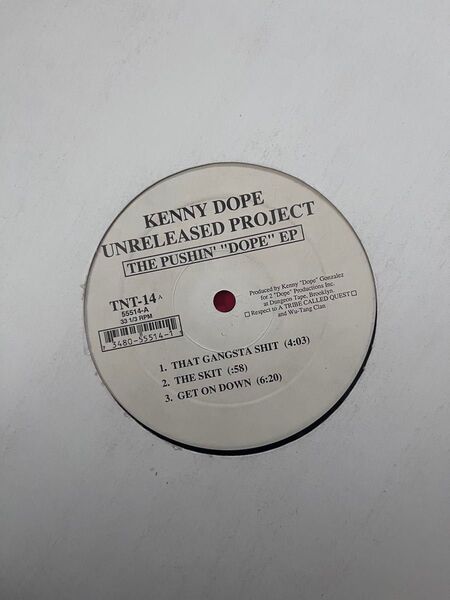 KENNY DOPE
UNRELEASED PROJECT
THE PUSHIN' "DOPE" EP
TNT-14 A
55514-A
33 1/3 RPM
7 3480-55514-1 1
Produced by Kenny "Dope" Gonzalez
for 2 "Dope" Productions Inc.
at Dungeon Tape, Brooklyn.
Respect to A TRIBE CALLED QUEST
and Wu-Tang Clan
1. THAT GANGSTA SHIT (4:03)
2. THE SKIT (:58)
3. GET ON DOWN (6:20)